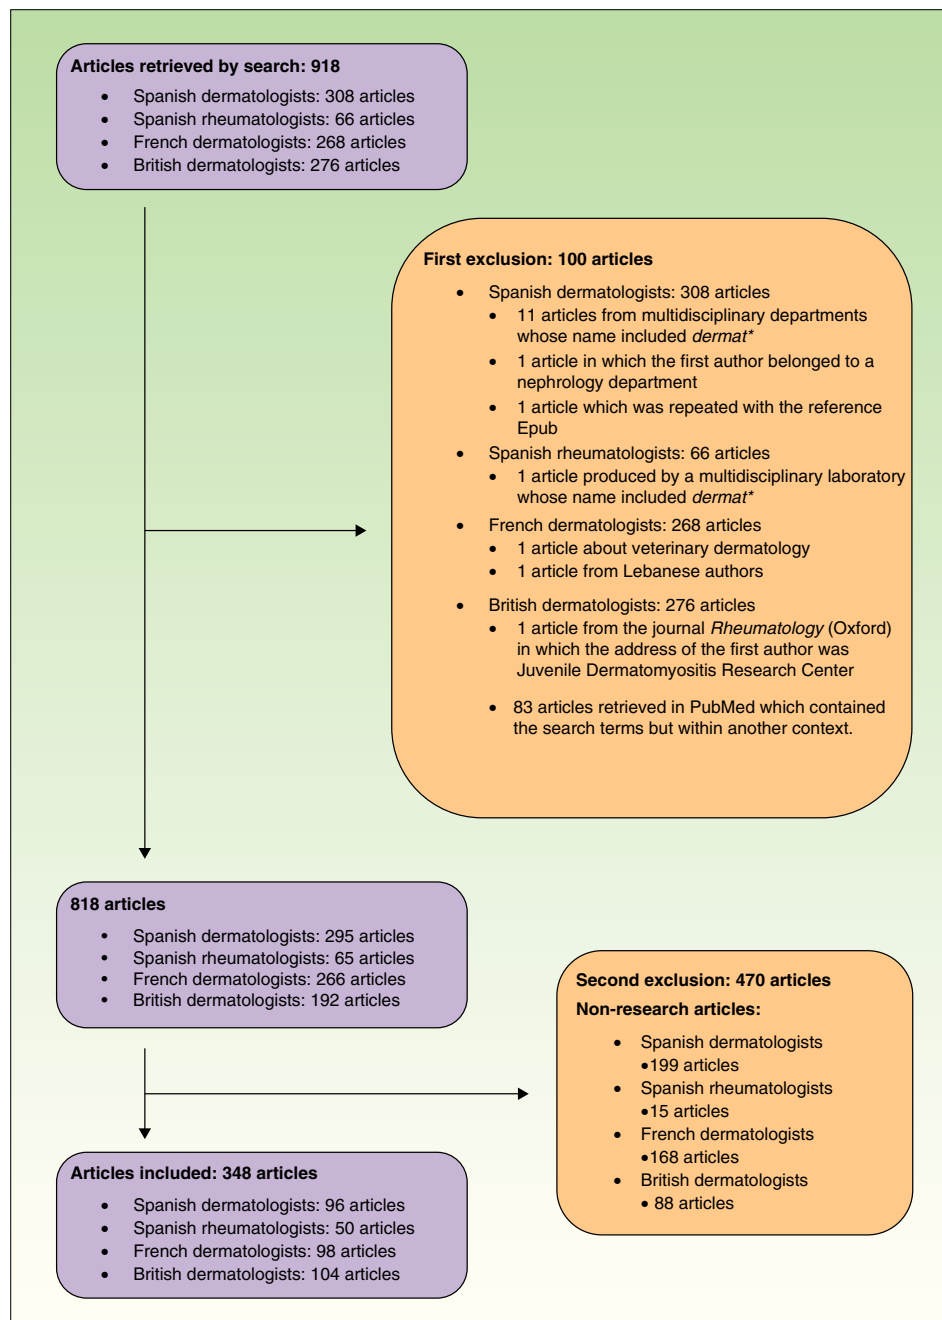 Articles retrieved by search: 918
• Spanish dermatologists: 308 articles
• Spanish rheumatologists: 66 articles
• French dermatologists: 268 articles
• British dermatologists: 276 articles
First exclusion: 100 articles
• Spanish dermatologists: 308 articles
• 11 articles from multidisciplinary departments
whose name included dermat*
• 1 article in which the first author belonged to a
nephrology department
• 1 article which was repeated with the reference
Epub
• Spanish rheumatologists: 66 articles
• 1 article produced by a multidisciplinary laboratory
whose name included dermat*
• French dermatologists: 268 articles
• 1 article about veterinary dermatology
• 1 article from Lebanese authors
• British dermatologists: 276 articles
• 1 article from the journal Rheumatology (Oxford)
in which the address of the first author was
Juvenile Dermatomyositis Research Center
• 83 articles retrieved in PubMed which contained
the search terms but within another context.
818 articles
• Spanish dermatologists: 295 articles
• Spanish rheumatologists: 65 articles
• French dermatologists: 266 articles
• British dermatologists: 192 articles
Second exclusion: 470 articles
Non-research articles:
• Spanish dermatologists
•199 articles
• Spanish rheumatologists
•15 articles
• French dermatologists
•168 articles
• British dermatologists
• 88 articles
Articles included: 348 articles
• Spanish dermatologists: 96 articles
• Spanish rheumatologists: 50 articles
• French dermatologists: 98 articles
• British dermatologists: 104 articles